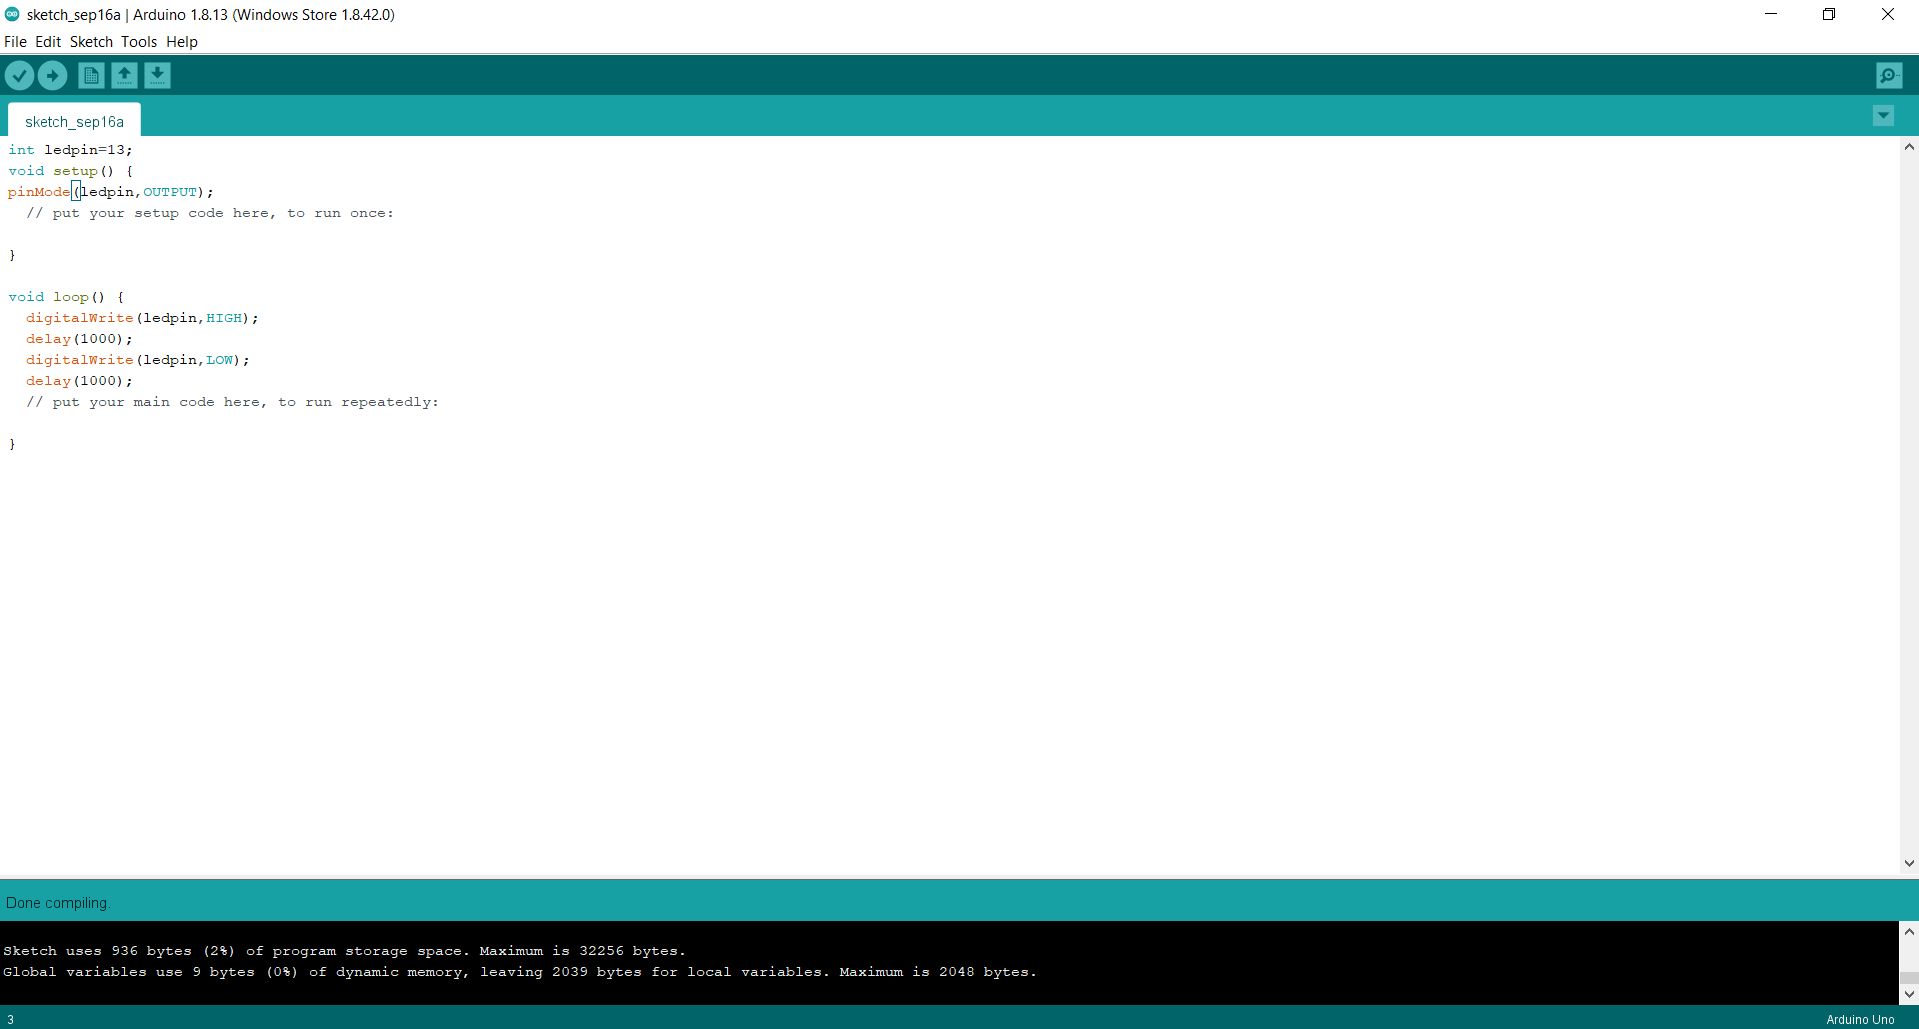 sketch_sep16a | Arduino 1.8.13 (Windows Store 1.8.42.0)
File Edit Sketch Tools Help
sketch_sep16a
int ledpin=13;
void setup() {
pinMode(ledpin,OUTPUT);
  // put your setup code here, to run once:
}
void loop() {
  digitalWrite(ledpin,HIGH);
  delay(1000);
  digitalWrite(ledpin,LOW);
  delay(1000);
  // put your main code here, to run repeatedly:
}
Done compiling.
Sketch uses 936 bytes (2%) of program storage space. Maximum is 32256 bytes.
Global variables use 9 bytes (0%) of dynamic memory, leaving 2039 bytes for local variables. Maximum is 2048 bytes.
3 Arduino Uno